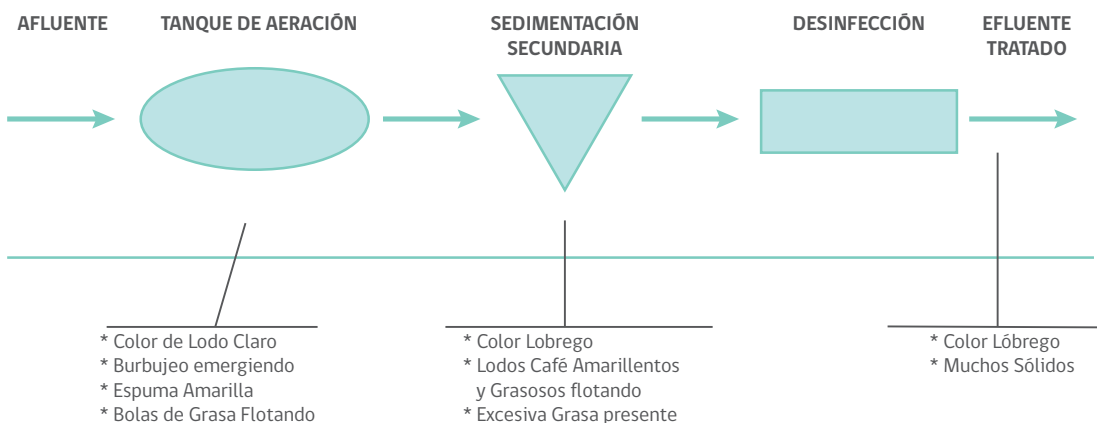 AFLUENTE
TANQUE DE AERACIÓN
SEDIMENTACIÓN
SECUNDARIA
DESINFECCIÓN
EFLUENTE
TRATADO
* Color de Lodo Claro
* Burbujeo emergiendo
* Espuma Amarilla
* Bolas de Grasa Flotando
* Color Lobrego
* Lodos Café Amarillentos
y Grasosos flotando
* Excesiva Grasa presente
* Color Lóbrego
* Muchos Sólidos